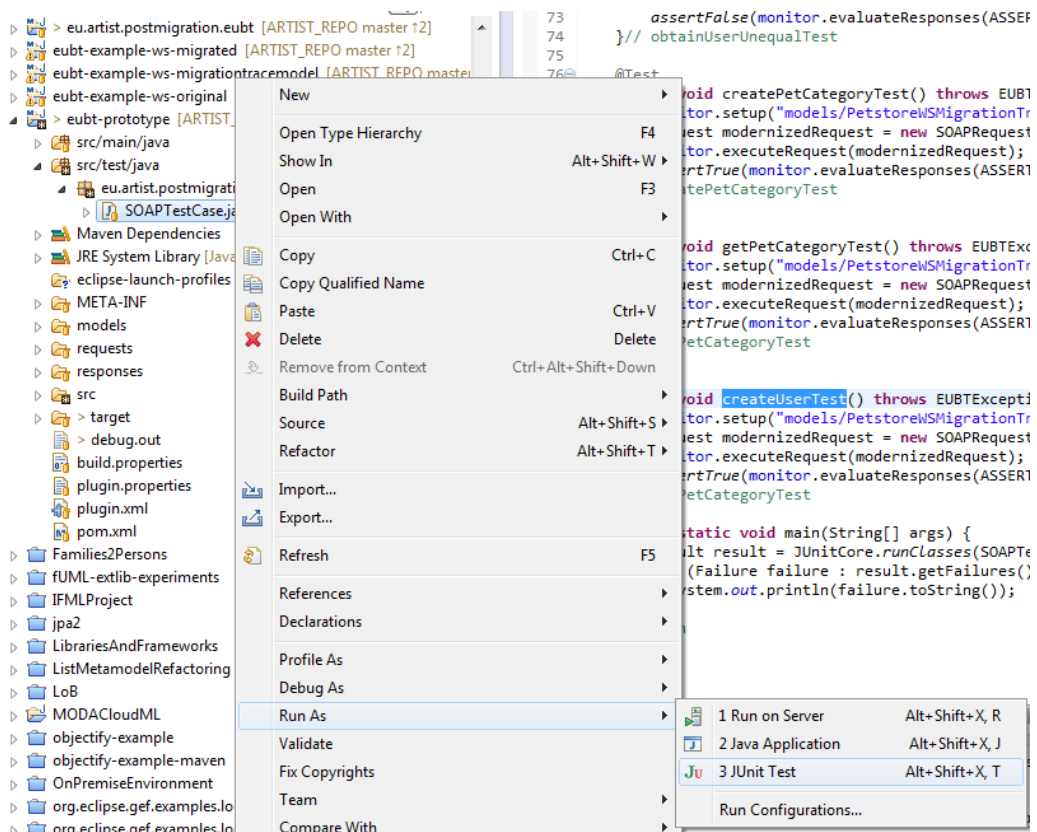 > eu.artist.postmigration.eubt [ARTIST_REPO master ↑2]
eubt-example-ws-migrated [ARTIST_REPO master ↑2]
eubt-example-ws-migrationtracemodel [ARTIST_REPO master
eubt-example-ws-original
> eubt-prototype [ARTIST_
src/main/java
src/test/java
eu.artist.postmigrati
SOAPTestCase.ja
Maven Dependencies
JRE System Library [Java
eclipse-launch-profiles
META-INF
models
requests
responses
src
> target
> debug.out
build.properties
plugin.properties
plugin.xml
pom.xml
Families2Persons
fUML-extlib-experiments
IFMLProject
jpa2
LibrariesAndFrameworks
ListMetamodelRefactoring
LoB
MODACloudML
objectify-example
objectify-example-maven
OnPremiseEnvironment
org.eclipse.gef.examples.lo
org.eclipse.gef.examples.lo
New
Open Type Hierarchy F4
Show In Alt+Shift+W
Open F3
Open With
Copy Ctrl+C
Copy Qualified Name
Paste Ctrl+V
Delete Delete
Remove from Context Ctrl+Alt+Shift+Down
Build Path
Source Alt+Shift+S
Refactor Alt+Shift+T
Import...
Export...
Refresh F5
References
Declarations
Profile As
Debug As
Run As
Validate
Fix Copyrights
Team
Compare With
1 Run on Server Alt+Shift+X, R
2 Java Application Alt+Shift+X, J
3 JUnit Test Alt+Shift+X, T
Run Configurations...
73 assertFalse(monitor.evaluateResponses(ASSER
74 }// obtainUserUnequalTest
75
76 @Test
void createPetCategoryTest() throws EUBT
itor.setup("models/PetstoreWSMigrationTr
uest modernizedRequest = new SOAPRequest
itor.executeRequest(modernizedRequest);
ertTrue(monitor.evaluateResponses(ASSERT
atePetCategoryTest
void getPetCategoryTest() throws EUBTExc
itor.setup("models/PetstoreWSMigrationTr
uest modernizedRequest = new SOAPRequest
itor.executeRequest(modernizedRequest);
ertTrue(monitor.evaluateResponses(ASSERT
PetCategoryTest
void createUserTest() throws EUBTExcepti
itor.setup("models/PetstoreWSMigrationTr
uest modernizedRequest = new SOAPRequest
itor.executeRequest(modernizedRequest);
ertTrue(monitor.evaluateResponses(ASSERT
PetCategoryTest
static void main(String[] args) {
ult result = JUnitCore.runClasses(SOAPTe
(Failure failure : result.getFailures()
ystem.out.println(failure.toString());